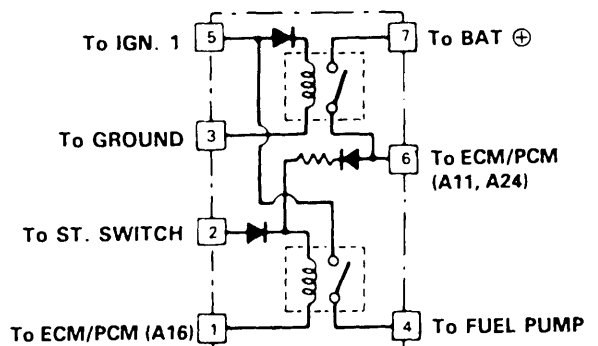 To IGN. 1 5 7 To BAT ⊕
To GROUND 3 6 To ECM/PCM
(A11, A24)
To ST. SWITCH 2
To ECM/PCM (A16) 1 4 To FUEL PUMP